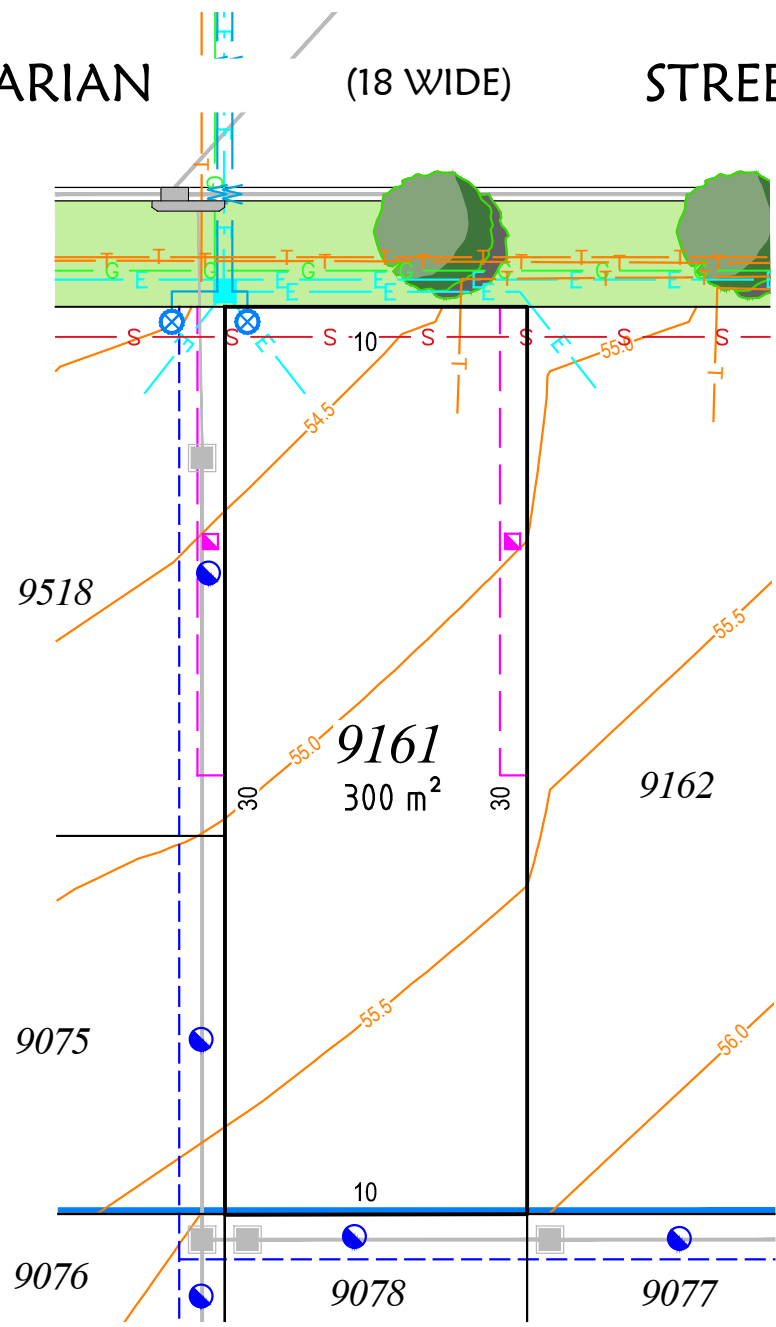 ARIAN (18 WIDE) STREE
T
G
T T T T T T T
G G G G G
E E E E E
T T T T
S S S S S S S
E E E
10
55.0
T T
54.5
9518
55.5
9161
55.0
300 m²
9162
30 30
55.5
9075
56.0
10
9076
9078
9077